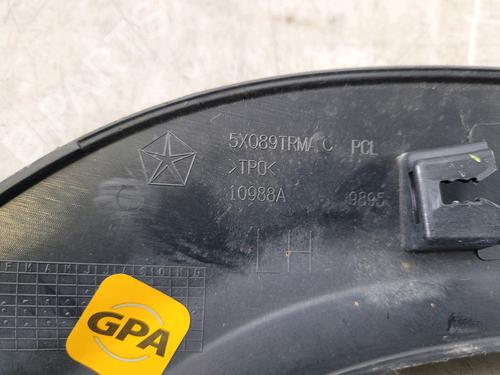 5XQ89TRMAC PCL
>TPO<
10988A 9895
LH
F M A M J J A S O N D
GPA